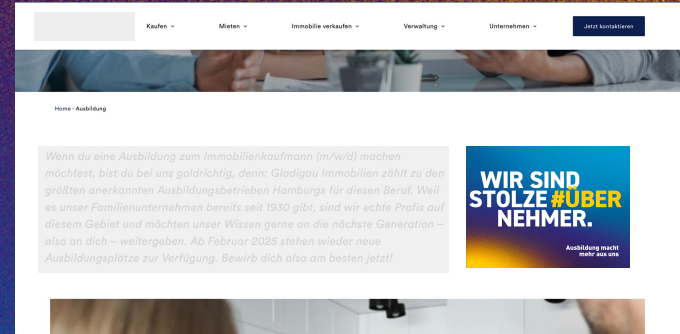 Kaufen
Mieten
Immobilie verkaufen
Verwaltung
Unternehmen
Jetzt kontaktieren
Home - Ausbildung
Wenn du eine Ausbildung zum Immobilienkaufmann (m/w/d) machen
möchtest, bist du bei uns goldrichtig, denn: Gladigau Immobilien zählt zu den
größten anerkannten Ausbildungsbetrieben Hamburgs für diesen Beruf. Weil
es unser Familienunternehmen bereits seit 1930 gibt, sind wir echte Profis auf
diesem Gebiet und möchten unser Wissen gerne an die nächste Generation –
also an dich – weitergeben. Ab Februar 2025 stehen wieder neue
Ausbildungsplätze zur Verfügung. Bewirb dich also am besten jetzt!
WIR SIND
STOLZE #ÜBER
NEHMER.
Ausbildung macht
mehr aus uns